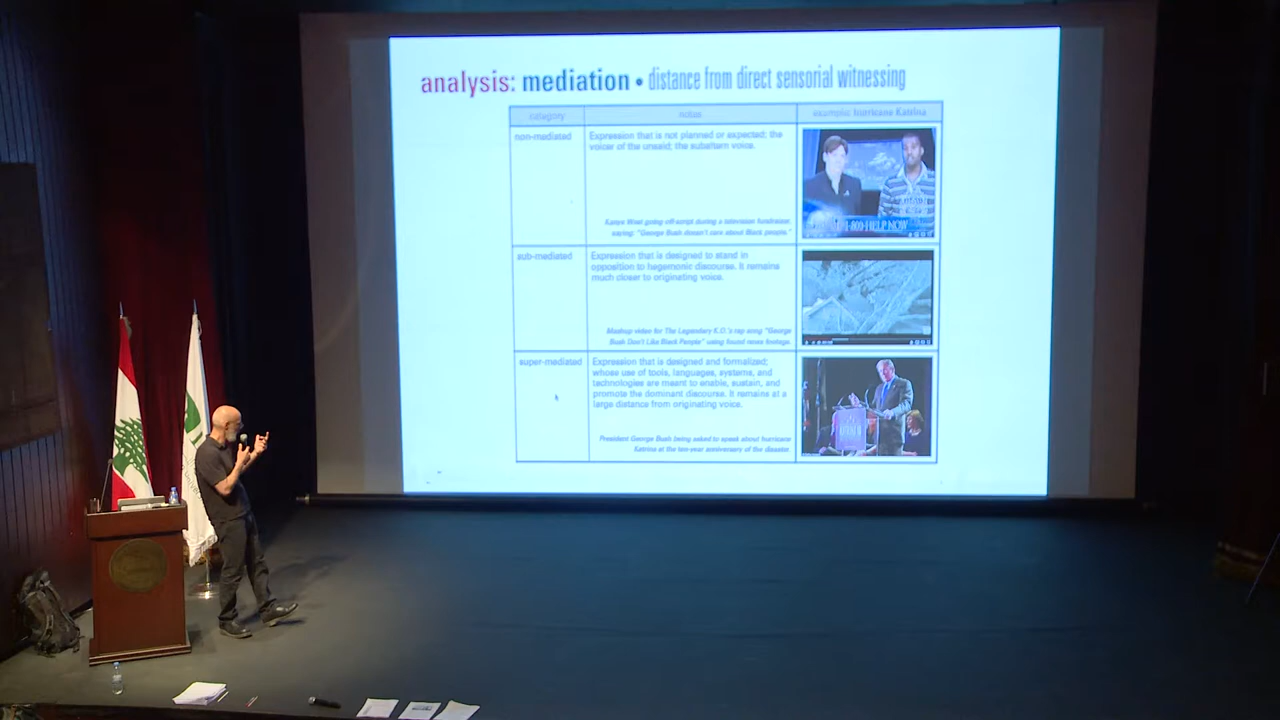 analysis: mediation • distance from direct sensorial witnessing
category
notes
example: hurricane Katrina
non-mediated
Expression that is not planned or expected; the
voicer of the unsaid; the subaltern voice.
Kanye West going off-script during a television fundraiser,
saying: "George Bush doesn't care about Black people."
1-800-HELP NOW
sub-mediated
Expression that is designed to stand in
opposition to hegemonic discourse. It remains
much closer to originating voice.
Mashup video for The Legendary K.O.'s rap song "George
Bush Don't Like Black People" using found news footage.
super-mediated
Expression that is designed and formalized;
whose use of tools, languages, systems, and
technologies are meant to enable, sustain, and
promote the dominant discourse. It remains at a
large distance from originating voice.
President George Bush being asked to speak about hurricane
Katrina at the ten-year anniversary of the disaster.